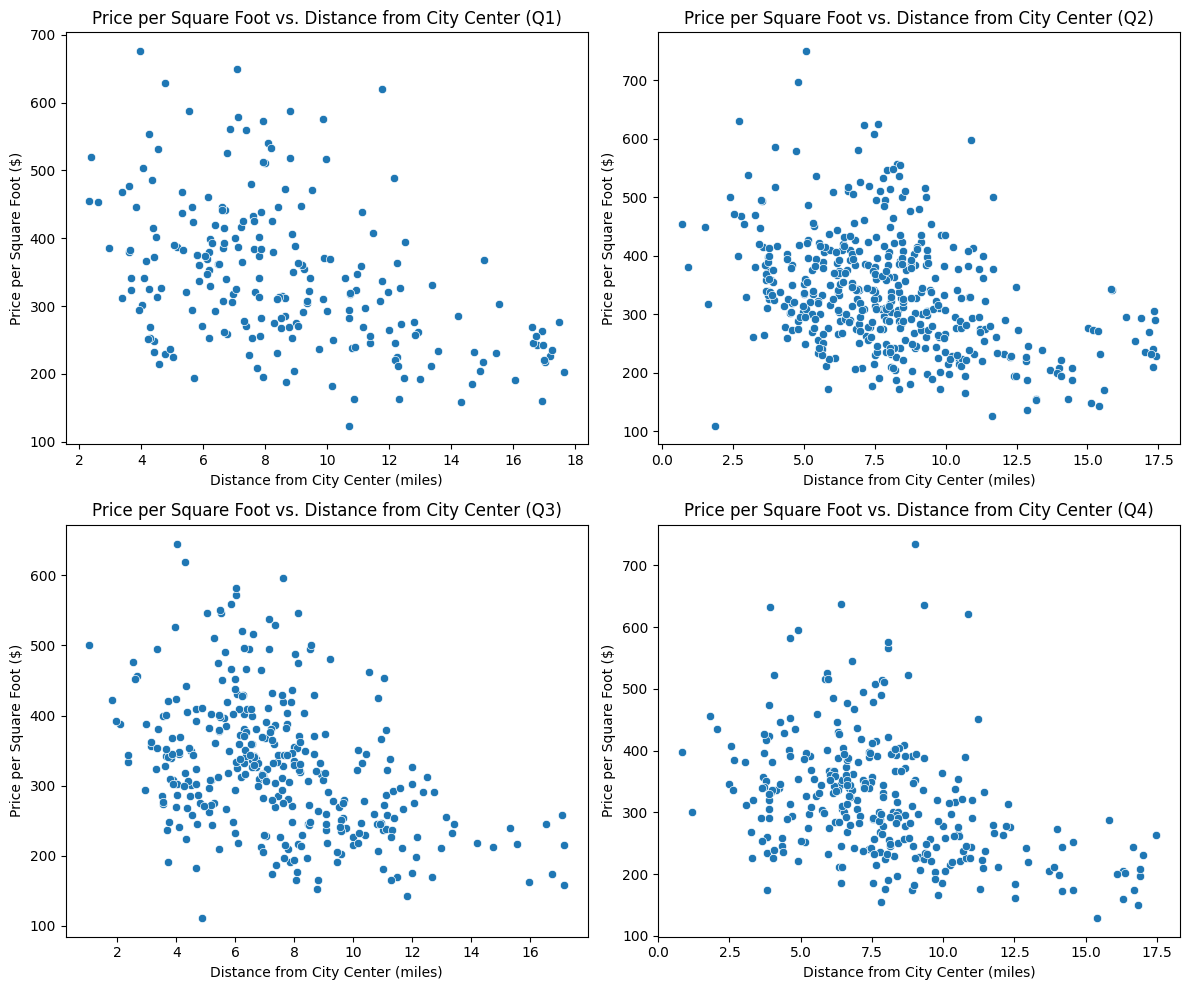 Price per Square Foot vs. Distance from City Center (Q1)
Price per Square Foot ($)
700
600
500
400
300
200
100
2 4 6 8 10 12 14 16 18
Distance from City Center (miles)
Price per Square Foot vs. Distance from City Center (Q2)
Price per Square Foot ($)
700
600
500
400
300
200
100
0.0 2.5 5.0 7.5 10.0 12.5 15.0 17.5
Distance from City Center (miles)
Price per Square Foot vs. Distance from City Center (Q3)
Price per Square Foot ($)
600
500
400
300
200
100
2 4 6 8 10 12 14 16
Distance from City Center (miles)
Price per Square Foot vs. Distance from City Center (Q4)
Price per Square Foot ($)
700
600
500
400
300
200
100
0.0 2.5 5.0 7.5 10.0 12.5 15.0 17.5
Distance from City Center (miles)